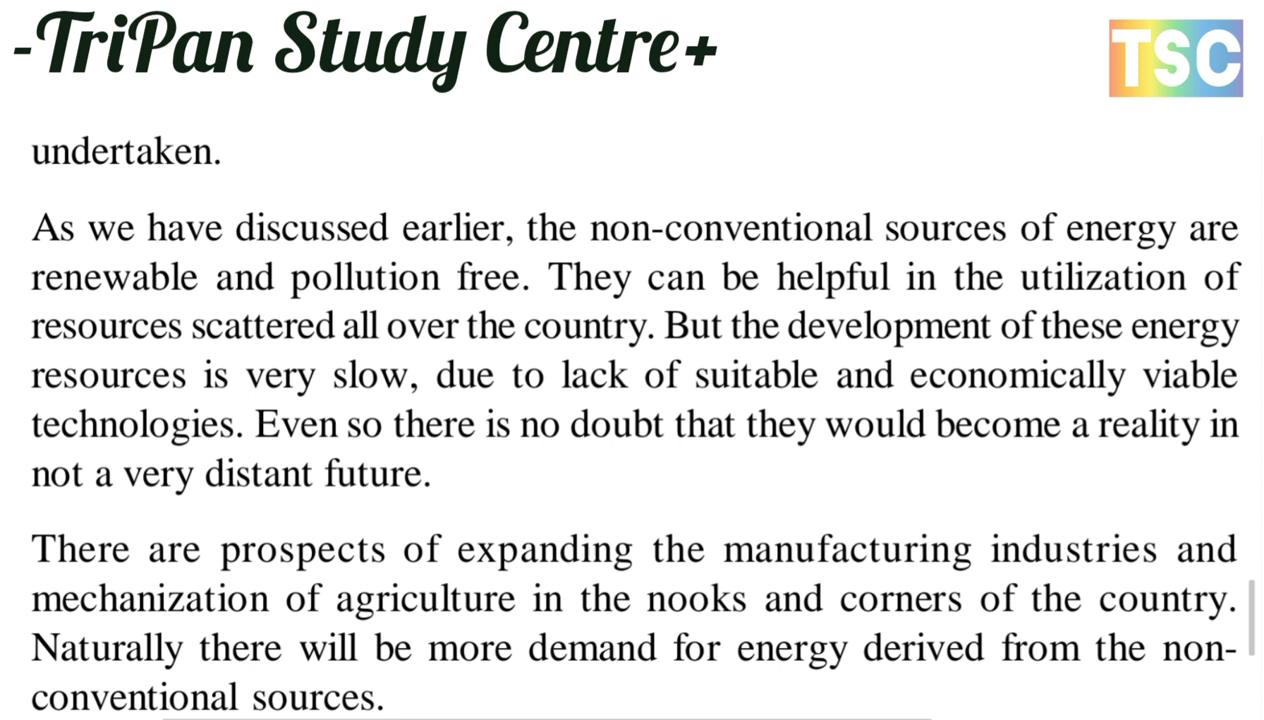 -TriPan Study Centre+
TSC
undertaken.
As we have discussed earlier, the non-conventional sources of energy are
renewable and pollution free. They can be helpful in the utilization of
resources scattered all over the country. But the development of these energy
resources is very slow, due to lack of suitable and economically viable
technologies. Even so there is no doubt that they would become a reality in
not a very distant future.
There are prospects of expanding the manufacturing industries and
mechanization of agriculture in the nooks and corners of the country.
Naturally there will be more demand for energy derived from the non-
conventional sources.